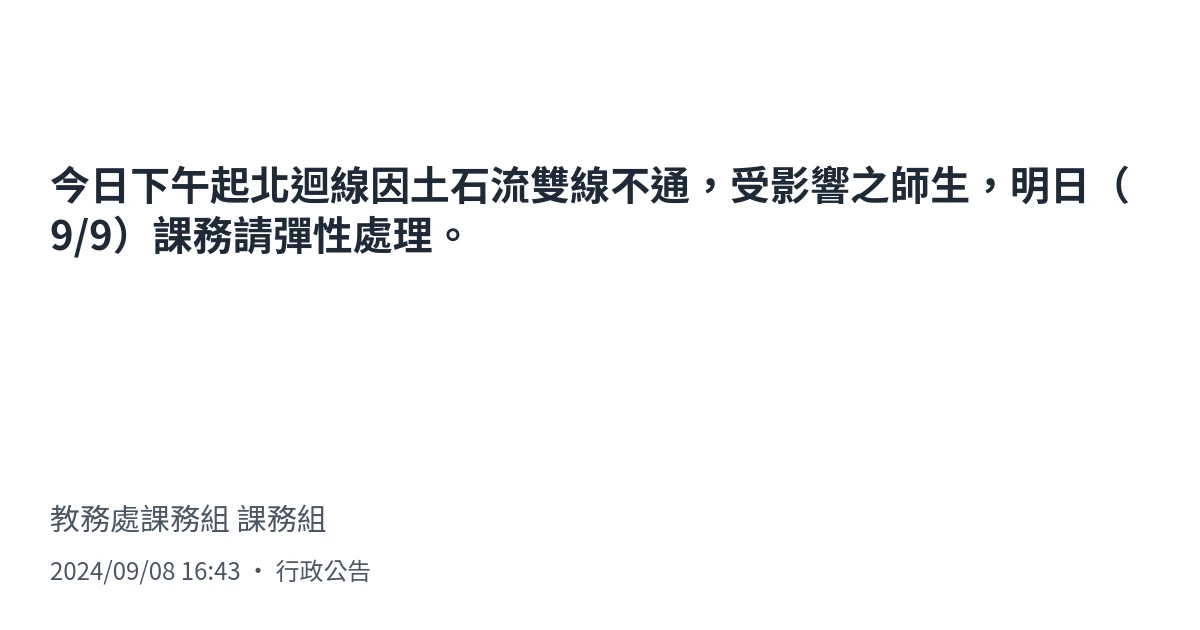 今日下午起北迴線因土石流雙線不通，受影響之師生，明日（
9/9）課務請彈性處理。
教務處課務組 課務組
2024/09/08 16:43 · 行政公告